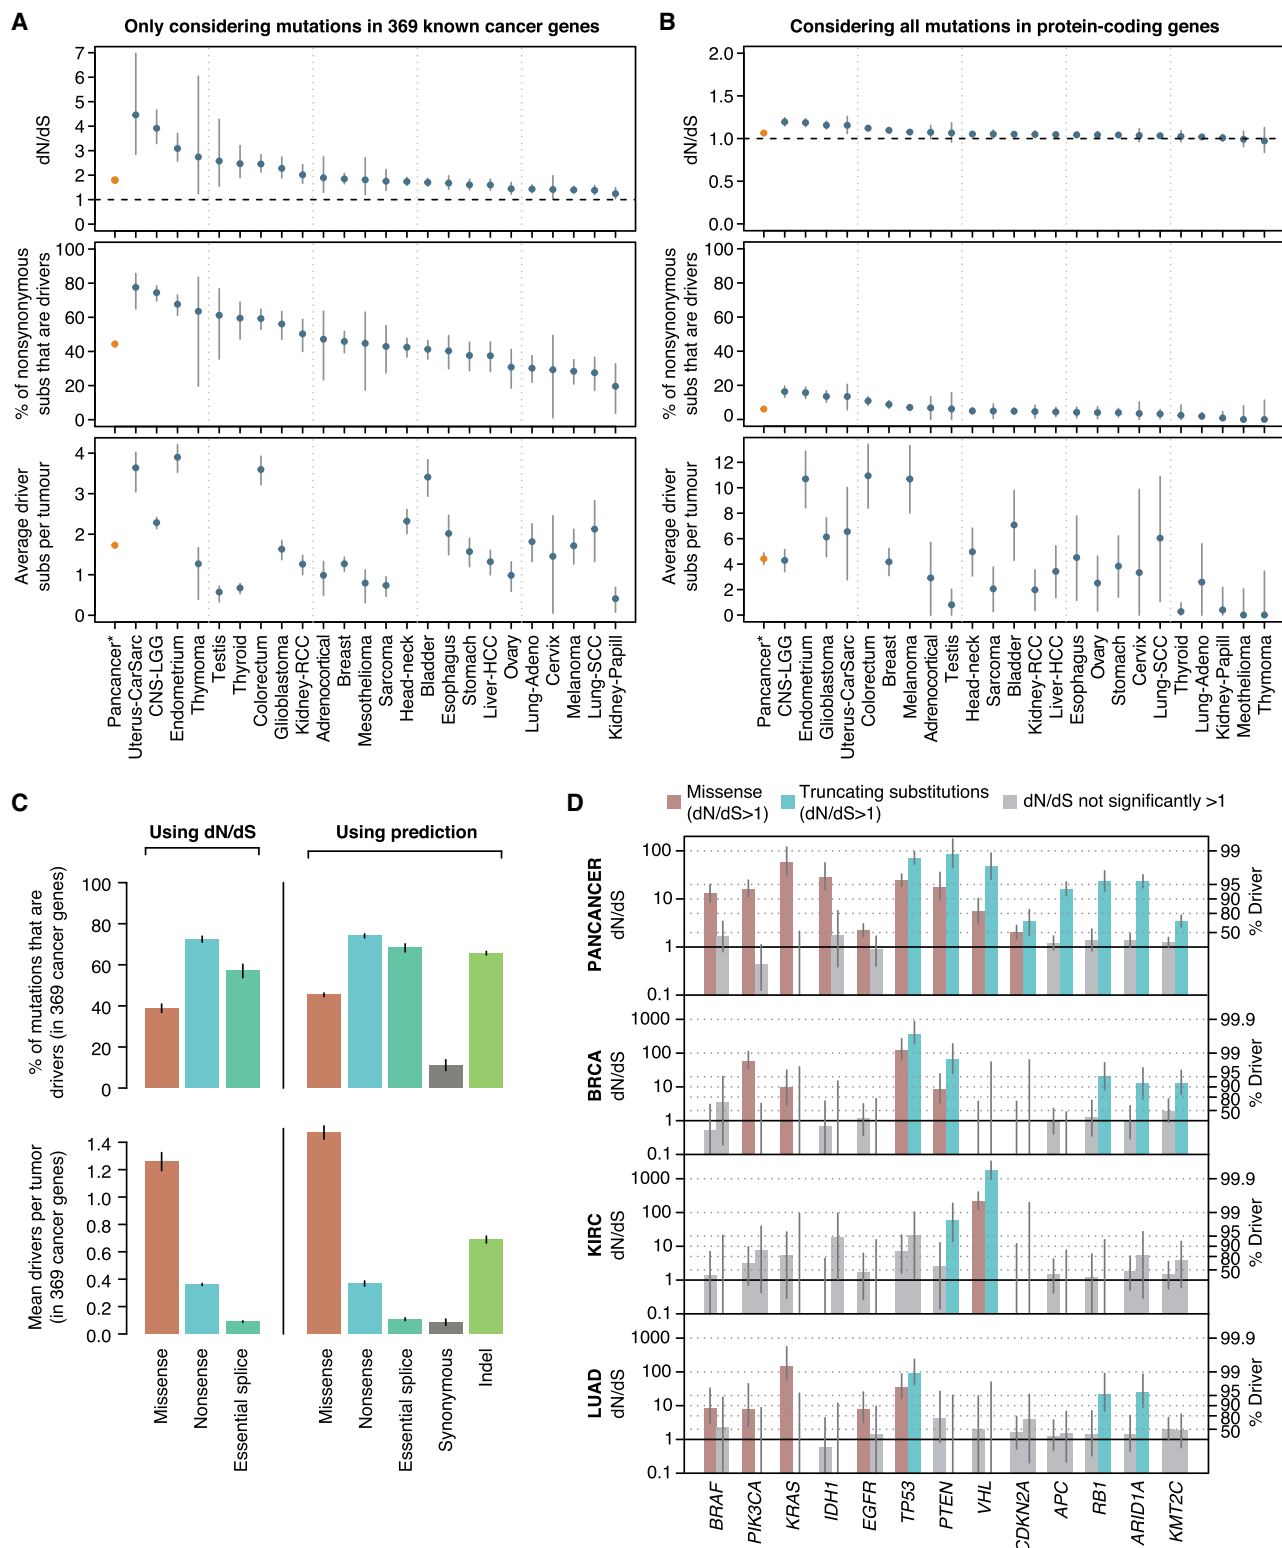 A
Only considering mutations in 369 known cancer genes
dN/dS
7
6
5
4
3
2
1
0
% of nonsynonymous
subs that are drivers
100
80
60
40
20
0
Average driver
subs per tumour
4
3
2
1
0
Pancancer*
Uterus-CarSarc
CNS-LGG
Endometrium
Thymoma
Testis
Thyroid
Colorectum
Glioblastoma
Kidney-RCC
Adrenocortical
Breast
Mesothelioma
Sarcoma
Head-neck
Bladder
Esophagus
Stomach
Liver-HCC
Ovary
Lung-Adeno
Cervix
Melanoma
Lung-SCC
Kidney-Papill
B
Considering all mutations in protein-coding genes
dN/dS
2.0
1.5
1.0
0.5
0.0
% of nonsynonymous
subs that are drivers
100
80
60
40
20
0
Average driver
subs per tumour
12
10
8
6
4
2
0
Pancancer*
CNS-LGG
Endometrium
Glioblastoma
Uterus-CarSarc
Colorectum
Breast
Melanoma
Adrenocortical
Testis
Head-neck
Sarcoma
Bladder
Kidney-RCC
Liver-HCC
Esophagus
Ovary
Stomach
Cervix
Lung-SCC
Thyroid
Lung-Adeno
Kidney-Papill
Meothelioma
Thymoma
C
Using dN/dS
Using prediction
% of mutations that are
drivers (in 369 cancer genes)
100
80
60
40
20
0
Mean drivers per tumor
(in 369 cancer genes)
1.4
1.2
1.0
0.8
0.6
0.4
0.2
0.0
Missense
Nonsense
Essential splice
Missense
Nonsense
Essential splice
Synonymous
Indel
D
Missense
(dN/dS>1)
Truncating substitutions
(dN/dS>1)
dN/dS not significantly >1
PANCANCER
dN/dS
100
10
1
0.1
99
95
90
80
50
% Driver
BRCA
dN/dS
1000
100
10
1
0.1
99.9
99
95
90
80
50
% Driver
KIRC
dN/dS
1000
100
10
1
0.1
99.9
99
95
90
80
50
% Driver
LUAD
dN/dS
1000
100
10
1
0.1
99.9
99
95
90
80
50
% Driver
BRAF
PIK3CA
KRAS
IDH1
EGFR
TP53
PTEN
VHL
CDKN2A
APC
RB1
ARID1A
KMT2C